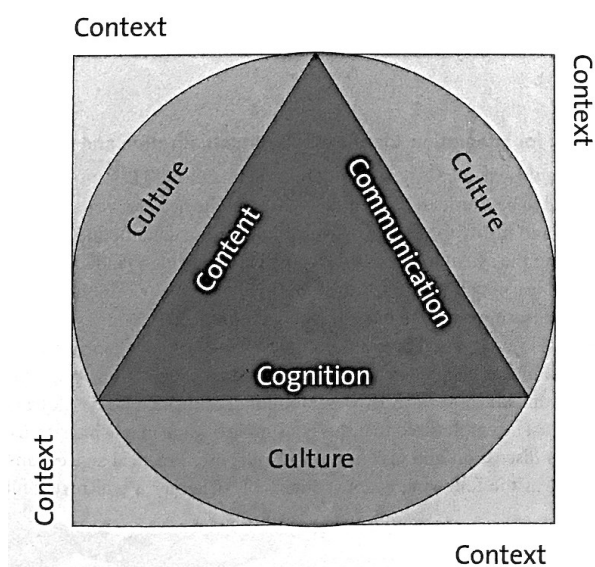 Context
Context
Culture
Culture
Content
Communication
Cognition
Culture
Context
Context